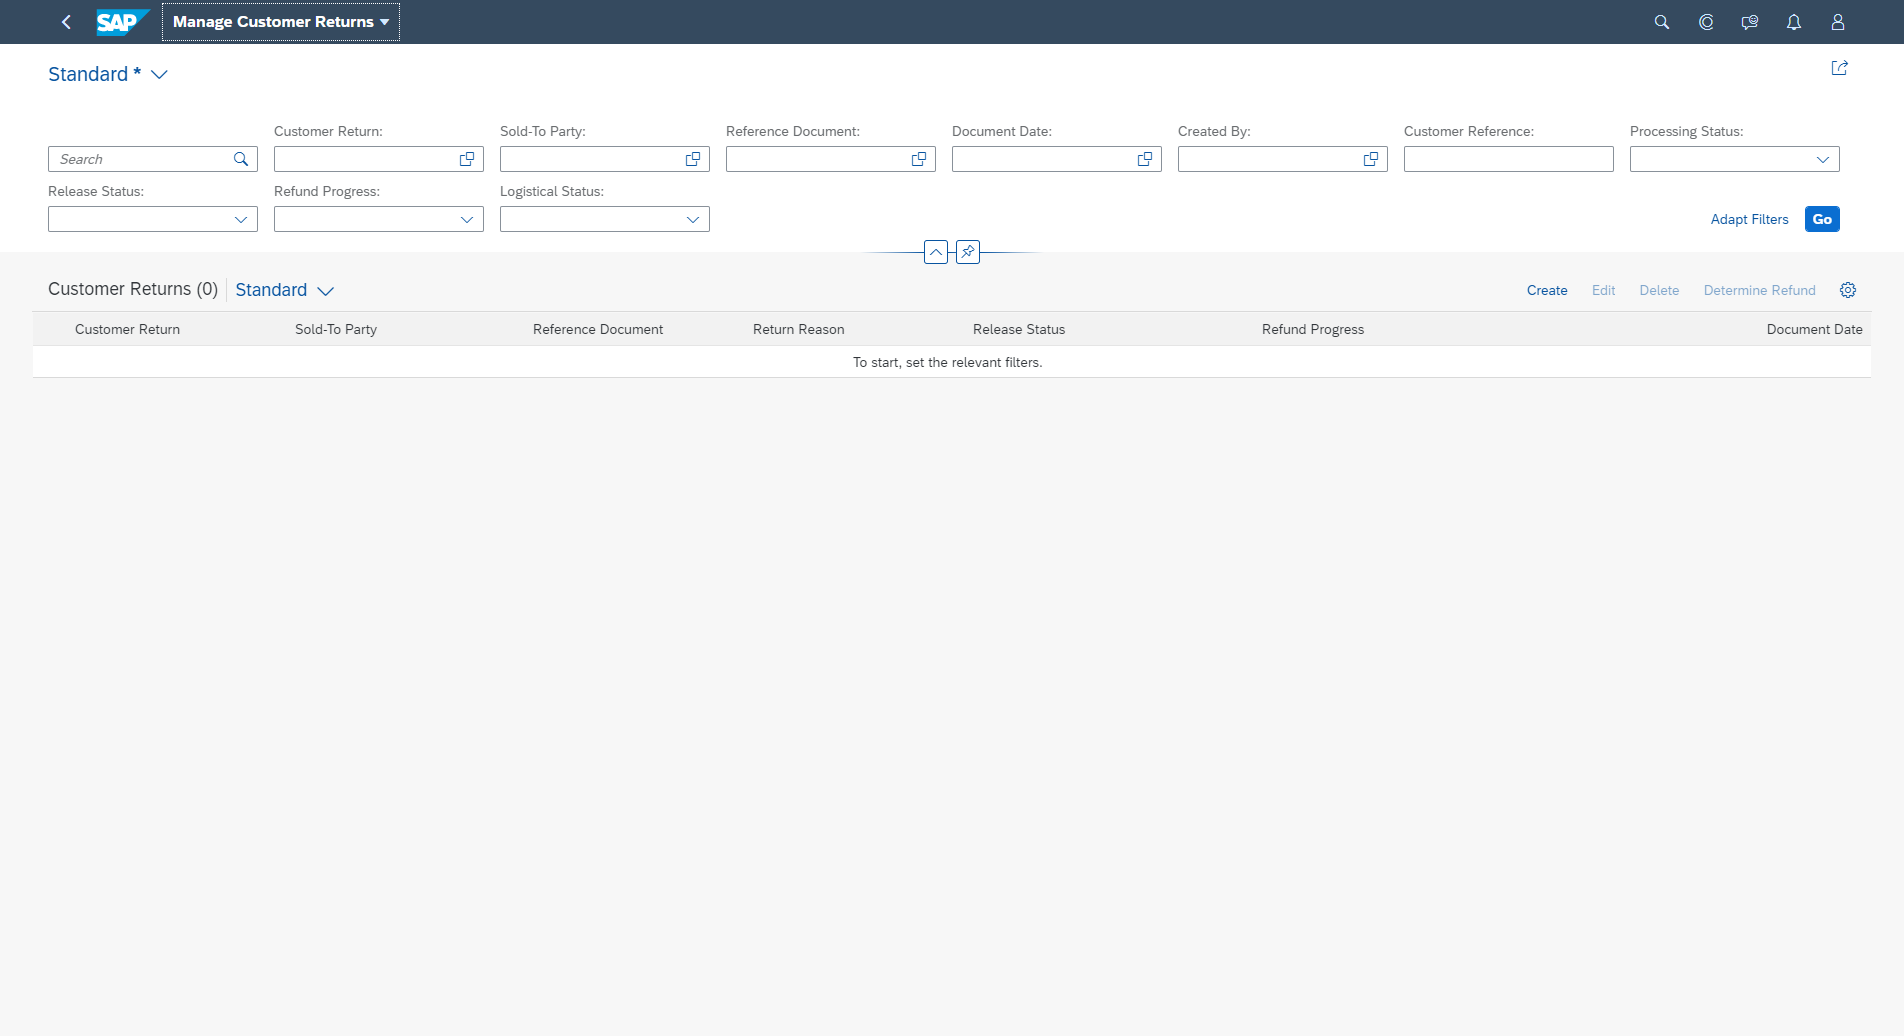 SAP Manage Customer Returns
Standard *
Customer Return: Sold-To Party: Reference Document: Document Date: Created By: Customer Reference: Processing Status:
Search
Release Status: Refund Progress: Logistical Status:
Adapt Filters Go
Customer Returns (0) Standard Create Edit Delete Determine Refund
Customer Return Sold-To Party Reference Document Return Reason Release Status Refund Progress Document Date
To start, set the relevant filters.